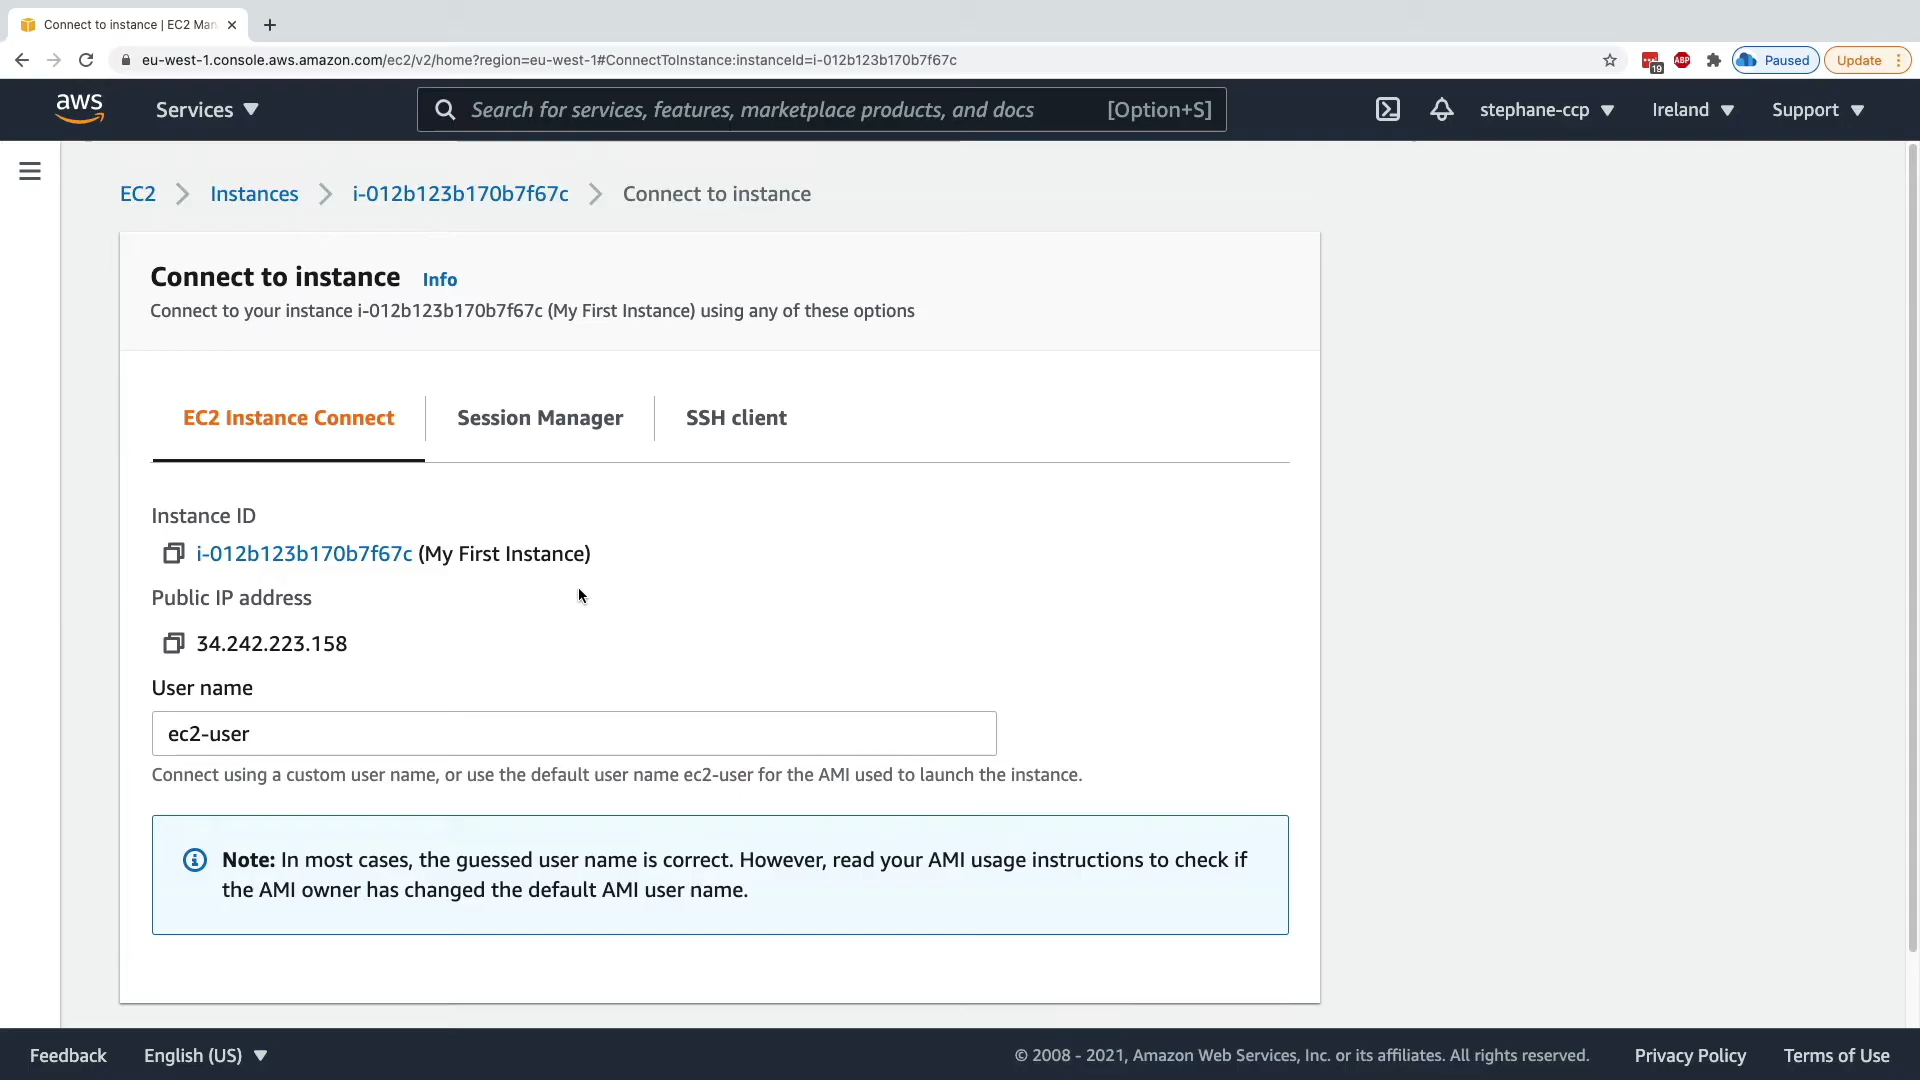 Connect to instance | EC2 Man
eu-west-1.console.aws.amazon.com/ec2/v2/home?region=eu-west-1#ConnectToInstance:instanceId=i-012b123b170b7f67c
19
ABP
Paused
Update
aws
Services
Search for services, features, marketplace products, and docs
[Option+S]
stephane-ccp
Ireland
Support
EC2
Instances
i-012b123b170b7f67c
Connect to instance
Connect to instance Info
Connect to your instance i-012b123b170b7f67c (My First Instance) using any of these options
EC2 Instance Connect
Session Manager
SSH client
Instance ID
i-012b123b170b7f67c (My First Instance)
Public IP address
34.242.223.158
User name
ec2-user
Connect using a custom user name, or use the default user name ec2-user for the AMI used to launch the instance.
Note: In most cases, the guessed user name is correct. However, read your AMI usage instructions to check if
the AMI owner has changed the default AMI user name.
Feedback
English (US)
© 2008 - 2021, Amazon Web Services, Inc. or its affiliates. All rights reserved.
Privacy Policy
Terms of Use